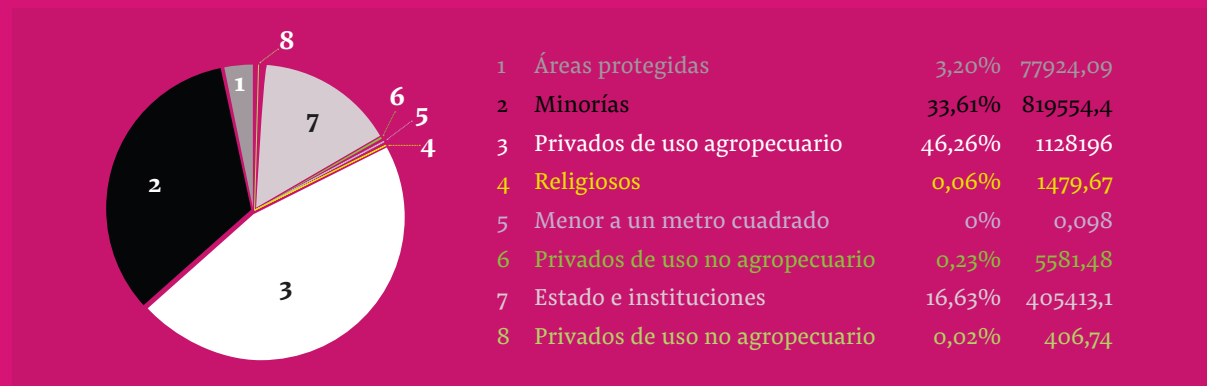 8
1
7
6
5
4
2
3
1 Áreas protegidas 3,20% 77924,09
2 Minorías 33,61% 819554,4
3 Privados de uso agropecuario 46,26% 1128196
4 Religiosos 0,06% 1479,67
5 Menor a un metro cuadrado 0% 0,098
6 Privados de uso no agropecuario 0,23% 5581,48
7 Estado e instituciones 16,63% 405413,1
8 Privados de uso no agropecuario 0,02% 406,74